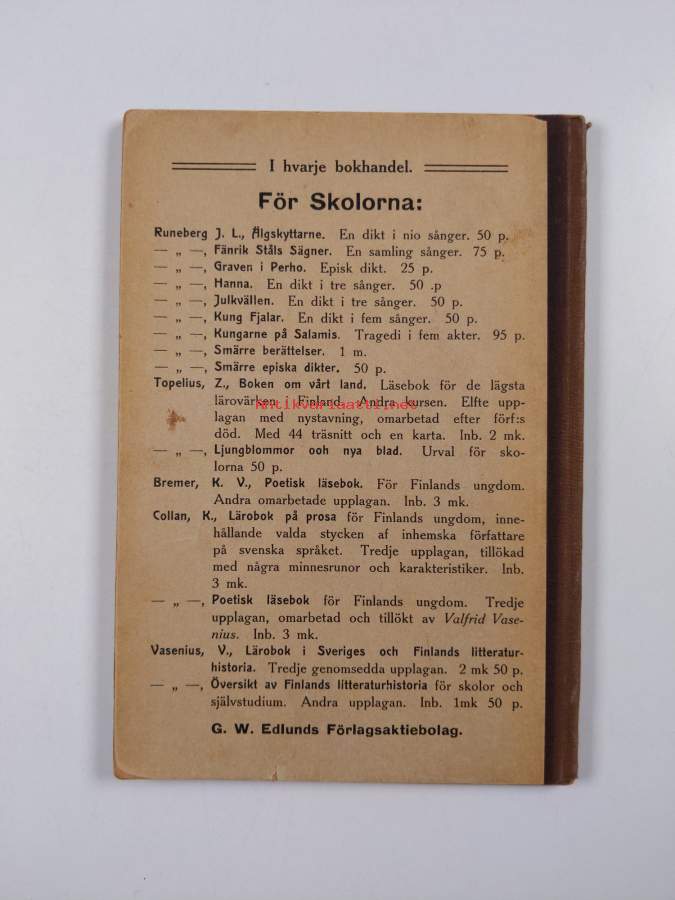 I hvarje bokhandel.
För Skolorna:
Runeberg J. L., Älgskyttarne. En dikt i nio sånger. 50 p.
— „ —, Fänrik Ståls Sägner. En samling sånger. 75 p.
— „ —, Graven i Perho. Episk dikt. 25 p.
— „ —, Hanna. En dikt i tre sånger. 50 .p
— „ —, Julkvällen. En dikt i tre sånger. 50 p.
— „ —, Kung Fjalar. En dikt i fem sånger. 50 p.
— „ —, Kungarne på Salamis. Tragedi i fem akter. 95 p.
— „ —, Smärre berättelser. 1 m.
— „ —, Smärre episka dikter. 50 p.
Topelius, Z., Boken om vårt land. Läsebok för de lägsta
lärovärken i Finland. Andra kursen. Elfte upp-
Antikvariaatti.net
lagan med nystavning, omarbetad efter förf:s
död. Med 44 träsnitt och en karta. Inb. 2 mk.
— „ —, Ljungblommor ooh nya blad. Urval för sko-
lorna 50 p.
Bremer, K. V., Poetisk läsebok. För Finlands ungdom.
Andra omarbetade upplagan. Inb. 3 mk.
Collan, K., Lärobok på prosa för Finlands ungdom, inne-
hållande valda stycken af inhemska författare
på svenska språket. Tredje upplagan, tillökad
med några minnesrunor och karakteristiker. Inb.
3 mk.
— „ —, Poetisk läsebok för Finlands ungdom. Tredje
upplagan, omarbetad och tillökt av Valfrid Vase-
nius. Inb. 3 mk.
Vasenius, V., Lärobok i Sveriges och Finlands litteratur-
historia. Tredje genomsedda upplagan. 2 mk 50 p.
— „ —, Översikt av Finlands litteraturhistoria för skolor och
självstudium. Andra upplagan. Inb. 1mk 50 p.
G. W. Edlunds Förlagsaktiebolag.